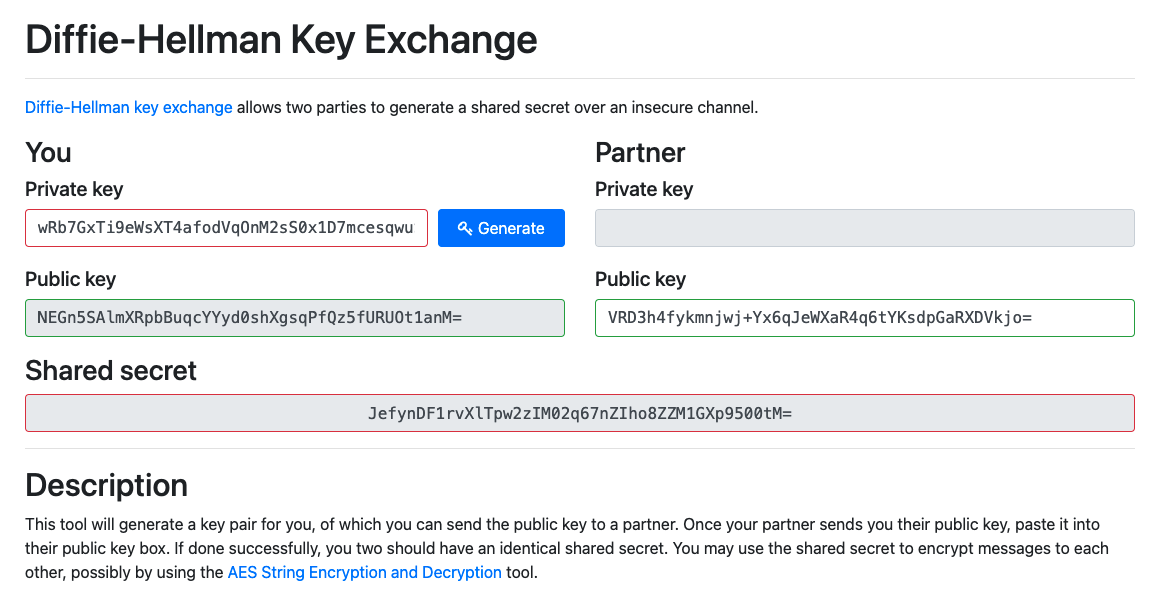 Diffie-Hellman Key Exchange
Diffie-Hellman key exchange allows two parties to generate a shared secret over an insecure channel.
You
Private key
wRb7GxTi9eWsXT4afodVqOnM2sS0x1D7mcesqwu
Generate
Public key
NEGn5SAlmXRpbBuqcYYyd0shXgsqPfQz5fURUOt1anM=
Partner
Private key
Public key
VRD3h4fykmnjwj+Yx6qJeWXaR4q6tYKsdpGaRXDVkjo=
Shared secret
JefynDF1rvXlTpw2zIM02q67nZIho8ZZM1GXp9500tM=
Description
This tool will generate a key pair for you, of which you can send the public key to a partner. Once your partner sends you their public key, paste it into
their public key box. If done successfully, you two should have an identical shared secret. You may use the shared secret to encrypt messages to each
other, possibly by using the AES String Encryption and Decryption tool.